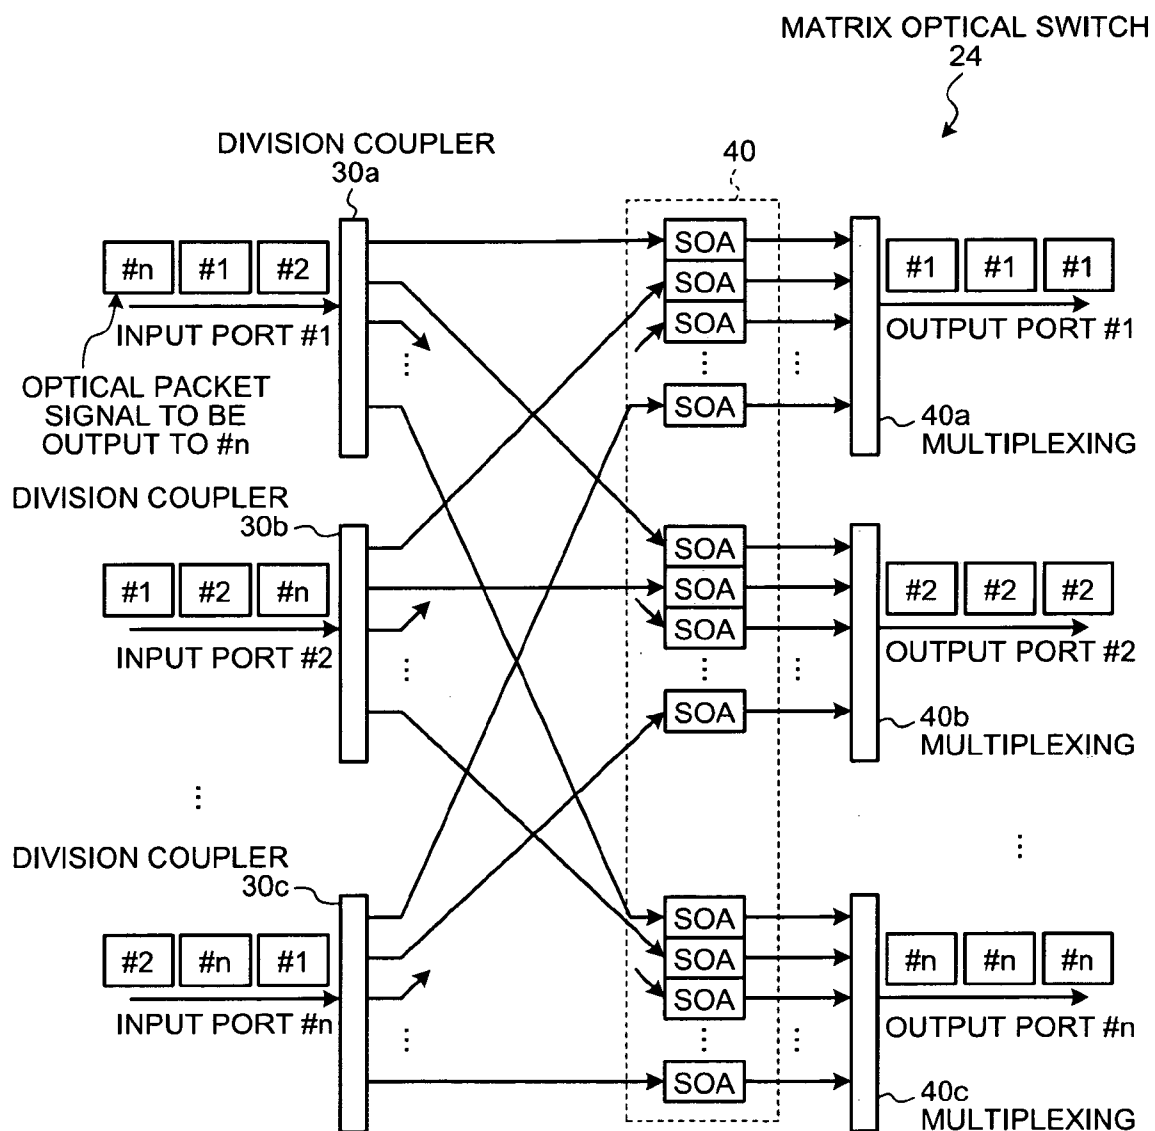 MATRIX OPTICAL SWITCH
24
DIVISION COUPLER
30a
40
#n #1 #2
INPUT PORT #1
OPTICAL PACKET
SIGNAL TO BE
OUTPUT TO #n
SOA
SOA
SOA
SOA
#1 #1 #1
OUTPUT PORT #1
40a
MULTIPLEXING
DIVISION COUPLER
30b
#1 #2 #n
INPUT PORT #2
SOA
SOA
SOA
SOA
#2 #2 #2
OUTPUT PORT #2
40b
MULTIPLEXING
DIVISION COUPLER
30c
#2 #n #1
INPUT PORT #n
SOA
SOA
SOA
SOA
#n #n #n
OUTPUT PORT #n
40c
MULTIPLEXING